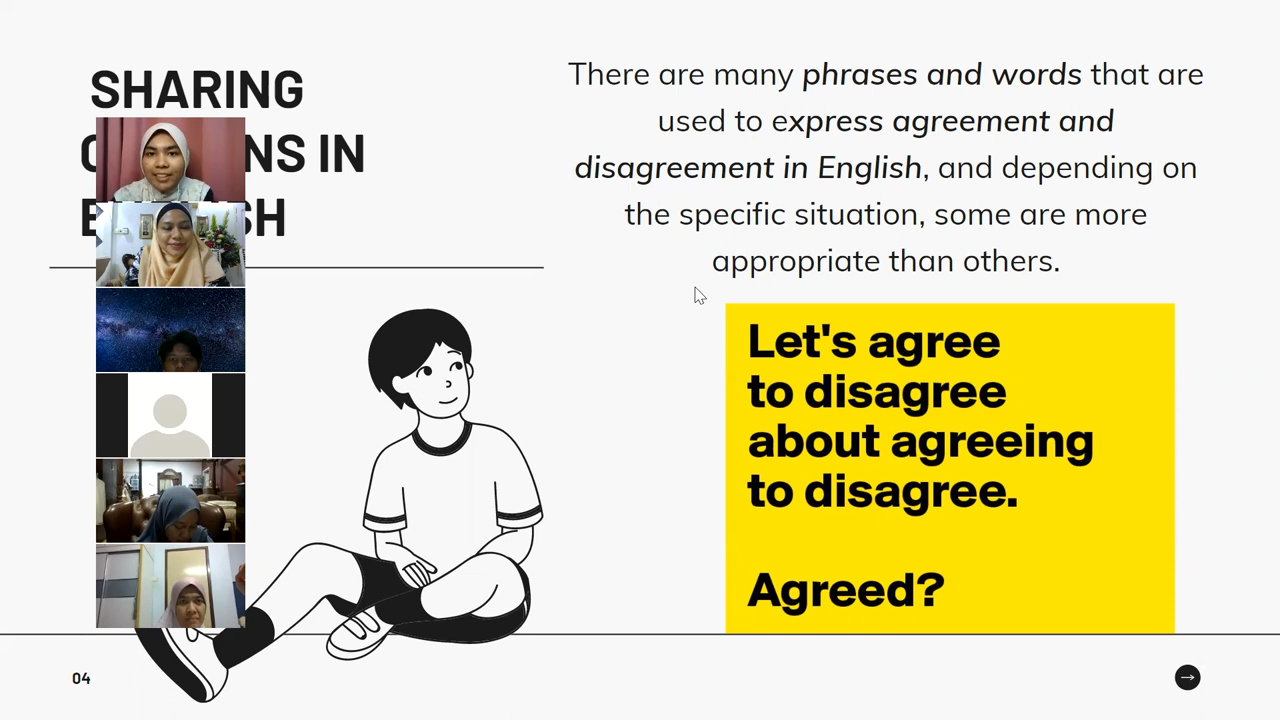 SHARING
NS IN
SH
There are many phrases and words that are
used to express agreement and
disagreement in English, and depending on
the specific situation, some are more
appropriate than others.
Let's agree
to disagree
about agreeing
to disagree.
Agreed?
04